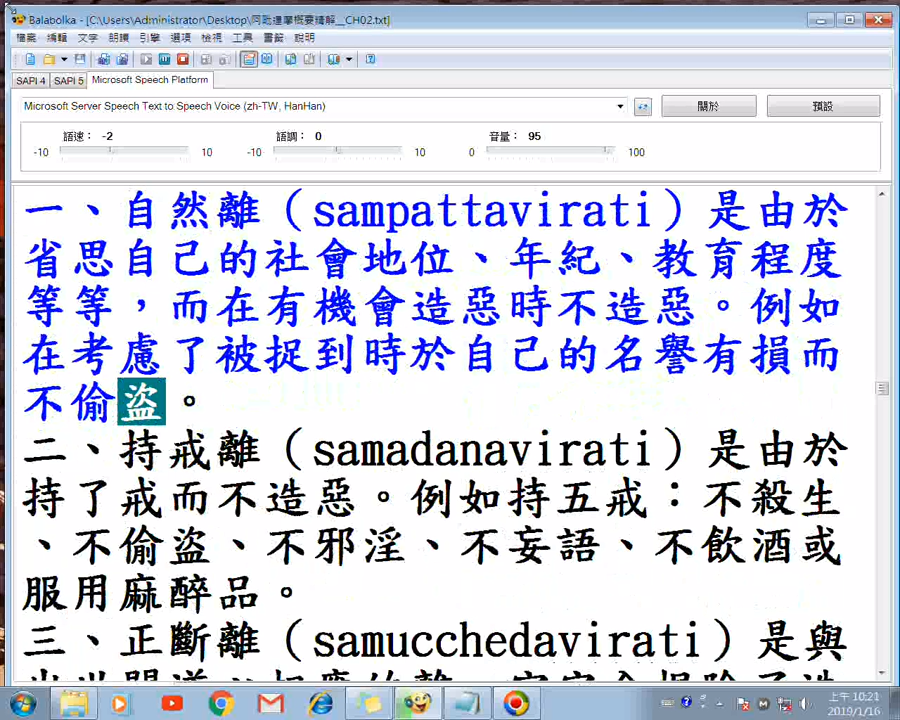 Balabolka - [C:\Users\Administrator\Desktop\阿毗達摩概要精解__CH02.txt]
檔案 編輯 文字 朗讀 引擎 選項 檢視 工具 書籤 說明
SAPI 4 SAPI 5 Microsoft Speech Platform
Microsoft Server Speech Text to Speech Voice (zh-TW, HanHan) 關於 預設
語速： -2 語調： 0 音量： 95
-10 10 -10 10 0 100
一、自然離（sampattavirati）是由於
省思自己的社會地位、年紀、教育程度
等等，而在有機會造惡時不造惡。例如
在考慮了被捉到時於自己的名譽有損而
不偷盜。
二、持戒離（samadanavirati）是由於
持了戒而不造惡。例如持五戒：不殺生
、不偷盜、不邪淫、不妄語、不飲酒或
服用麻醉品。
三、正斷離（samucchedavirati）是與
上午 10:21
2019/1/16